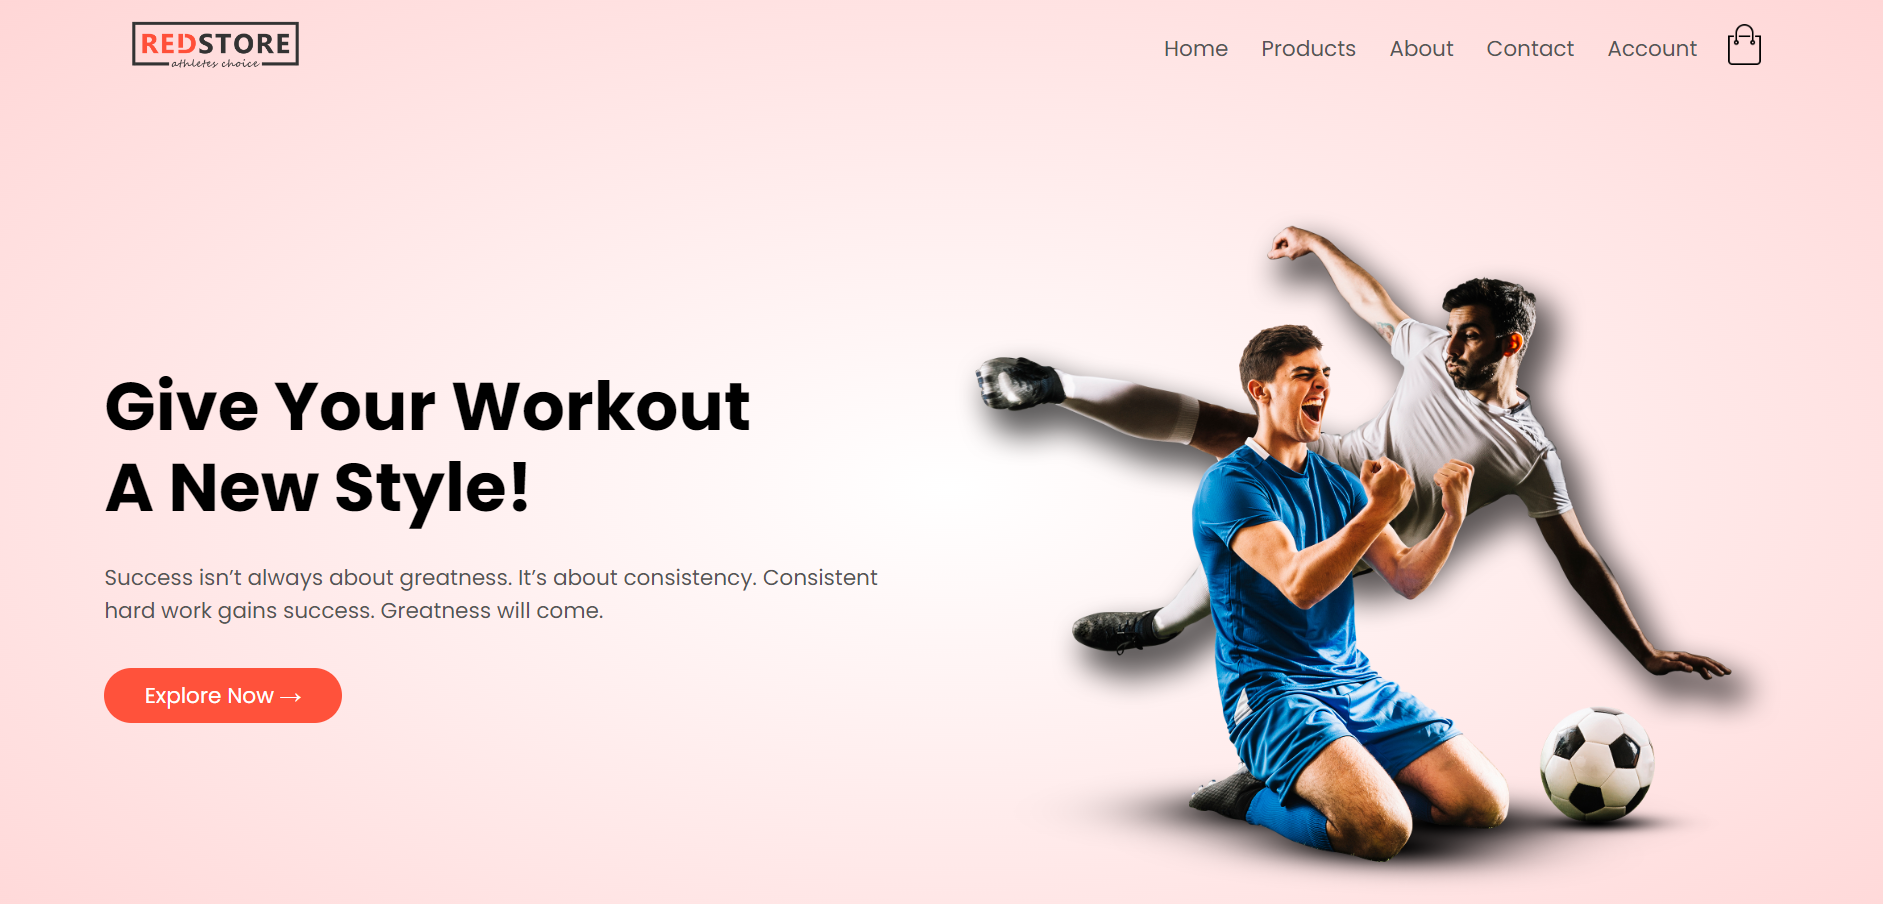 REDSTORE
athletes choice
Home Products About Contact Account
Give Your Workout
A New Style!
Success isn’t always about greatness. It’s about consistency. Consistent
hard work gains success. Greatness will come.
Explore Now →